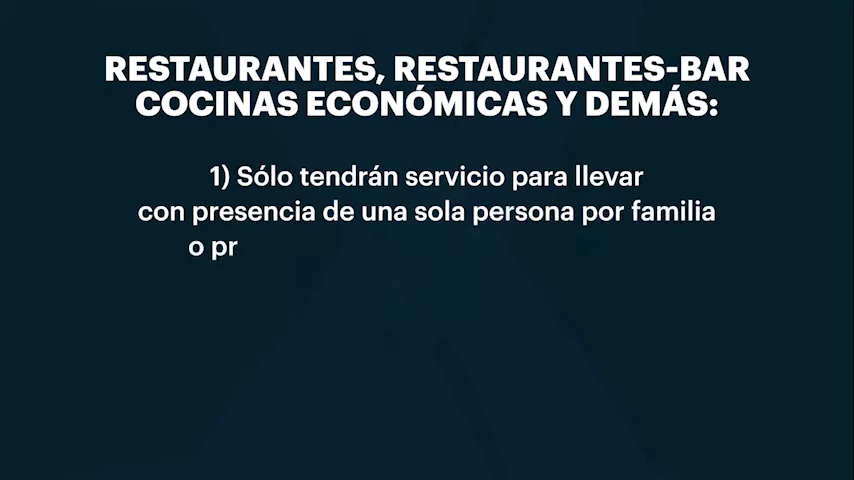 RESTAURANTES, RESTAURANTES-BAR
COCINAS ECONÓMICAS Y DEMÁS:
1) Sólo tendrán servicio para llevar
con presencia de una sola persona por familia
o pr